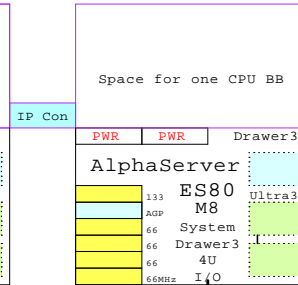 Space for one CPU BB
IP Con
PWR PWR Drawer3
AlphaServer
133 ES80 Ultra3
AGP M8
66 System
66 Drawer3
66 4U
66MHz I/O